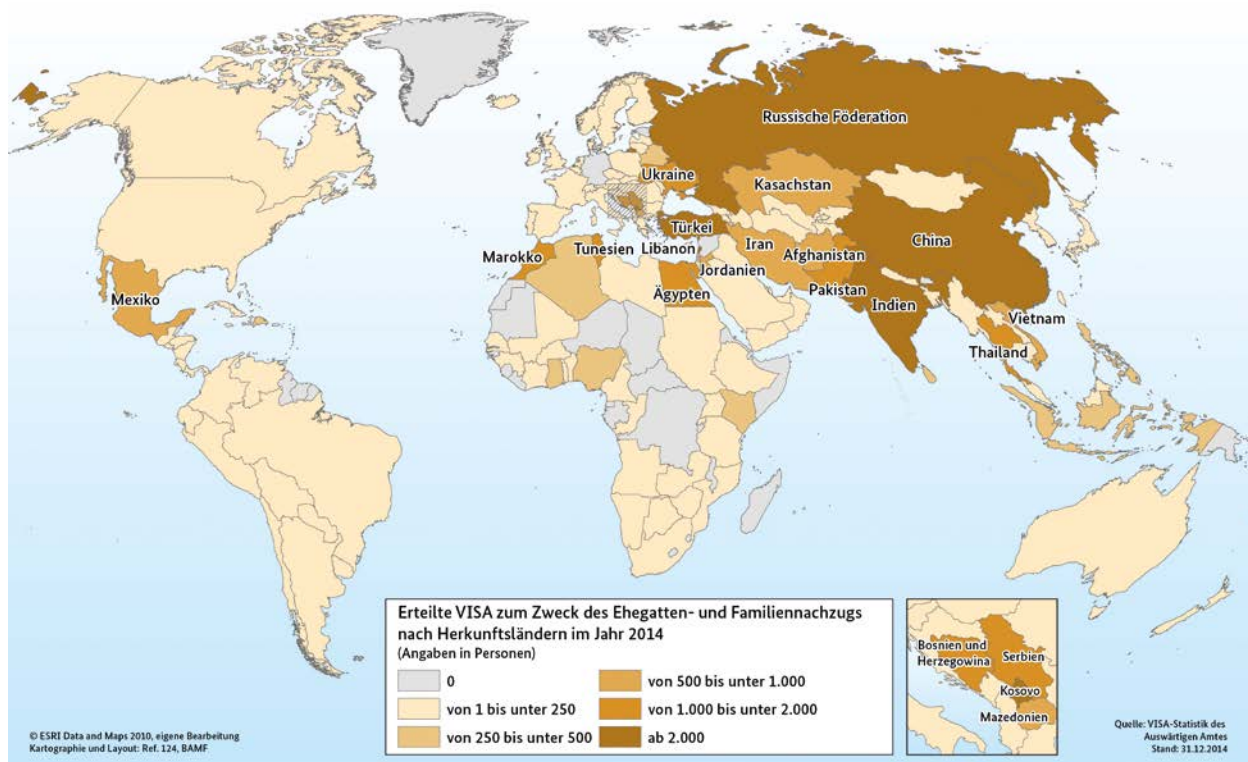 Russische Föderation
Ukraine
Kasachstan
Türkei
China
Marokko
Tunesien
Libanon
Iran
Afghanistan
Jordanien
Mexiko
Ägypten
Pakistan
Indien
Vietnam
Thailand
Erteilte VISA zum Zweck des Ehegatten- und Familiennachzugs
nach Herkunftsländern im Jahr 2014
(Angaben in Personen)
0
von 1 bis unter 250
von 250 bis unter 500
von 500 bis unter 1.000
von 1.000 bis unter 2.000
ab 2.000
Bosnien und
Herzegowina
Serbien
Kosovo
Mazedonien
© ESRI Data and Maps 2010, eigene Bearbeitung
Kartographie und Layout: Ref. 124, BAMF
Quelle: VISA-Statistik des
Auswärtigen Amtes
Stand: 31.12.2014